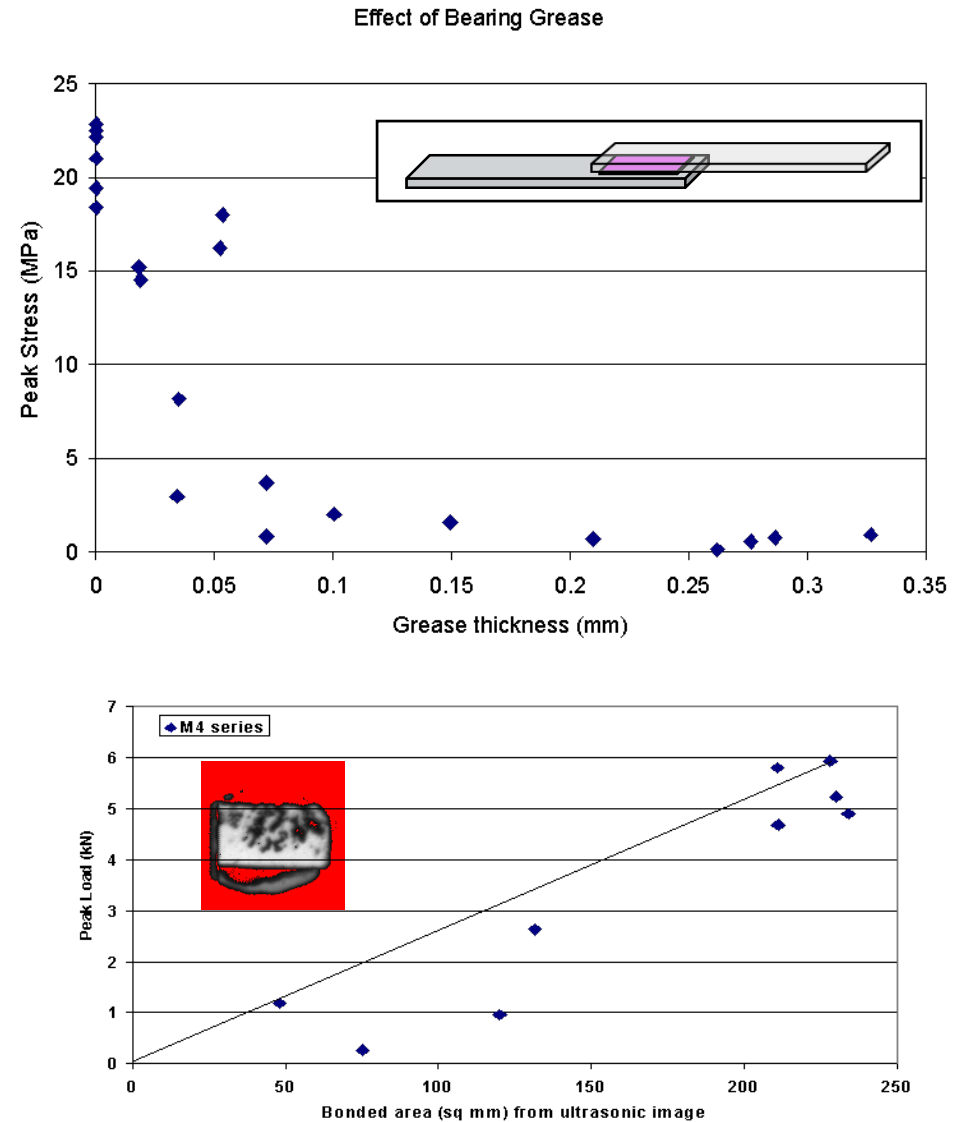 Effect of Bearing Grease
25
20
15
10
5
0
Peak Stress (MPa)
0 0.05 0.1 0.15 0.2 0.25 0.3 0.35
Grease thickness (mm)
7
6
5
4
3
2
1
0
M4 series
Peak Load (kN)
0 50 100 150 200 250
Bonded area (sq mm) from ultrasonic image